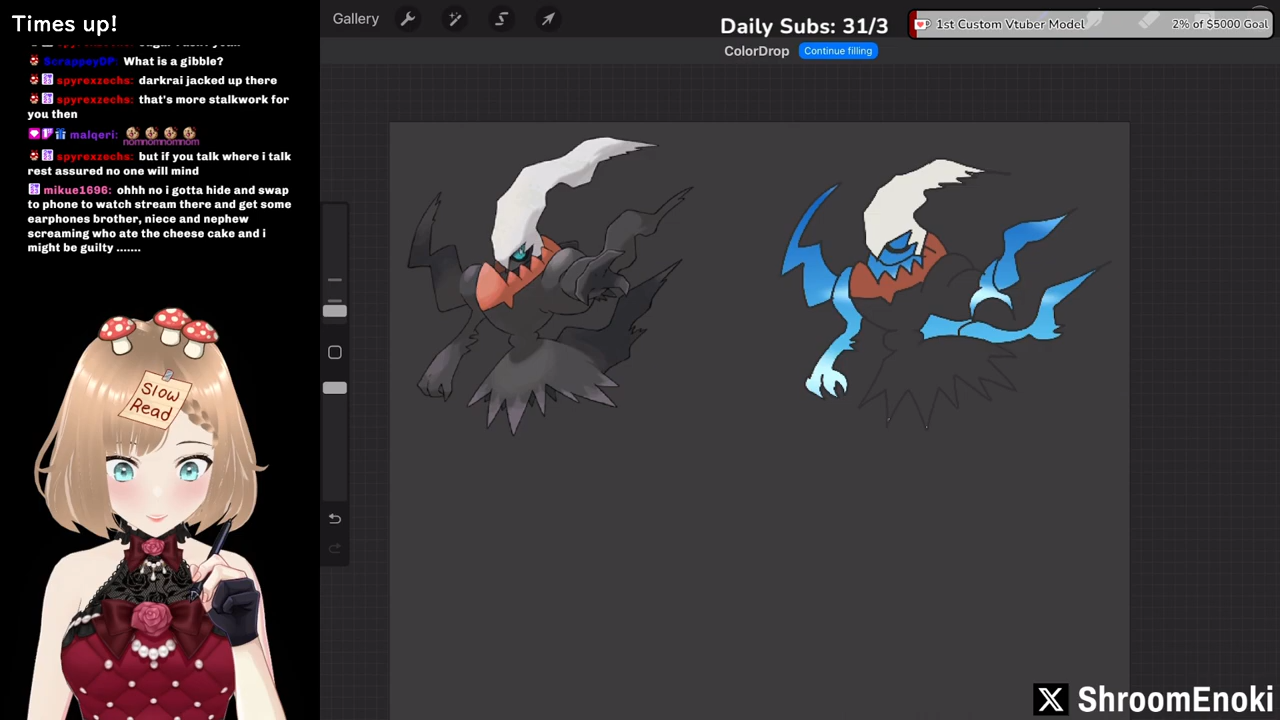 Times up!
ScrappeyDP: What is a gibble?
spyrexzechs: darkrai jacked up there
spyrexzechs: that's more stalkwork for
you then
malqeri:
nomnomnomnom
spyrexzechs: but if you talk where i talk
rest assured no one will mind
mikue1696: ohhh no i gotta hide and swap
to phone to watch stream there and get some
earphones brother, niece and nephew
screaming who ate the cheese cake and i
might be guilty .......
Slow
Read
Gallery
Daily Subs: 31/3
1st Custom Vtuber Model
2% of $5000 Goal
ColorDrop
Continue filling
ShroomEnoki